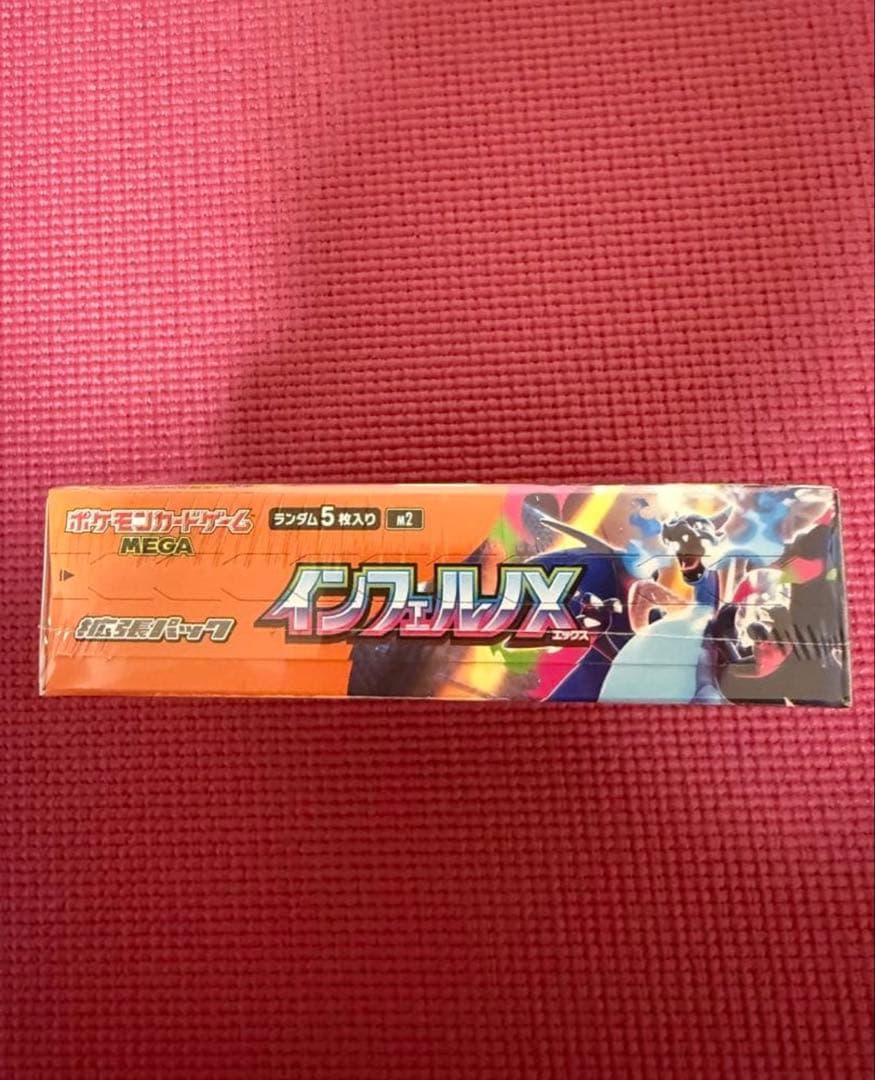 ポケモンカードゲーム
MEGA
ランダム5枚入り M2
インフェルノX
エックス
拡張パック